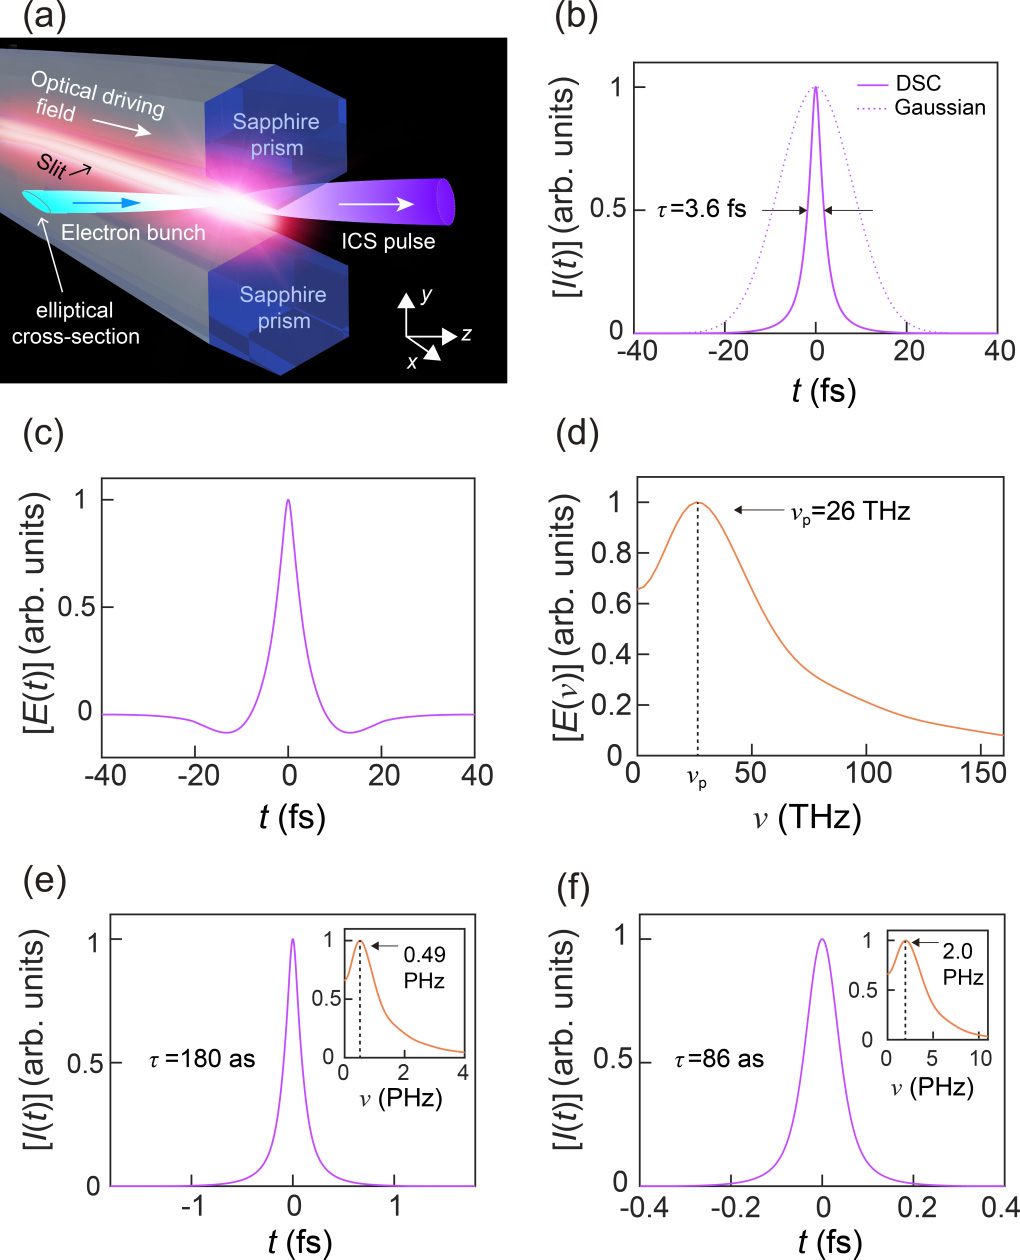 (a)
Optical driving
field
Slit
Sapphire
prism
Electron bunch
ICS pulse
elliptical
cross-section
Sapphire
prism
y
z
x
(b)
[I(t)] (arb. units)
1
0.5
0
DSC
Gaussian
τ=3.6 fs
-40 -20 0 20 40
t (fs)
(c)
[E(t)] (arb. units)
1
0.5
0
-40 -20 0 20 40
t (fs)
(d)
[E(ν)] (arb. units)
1
0.8
0.6
0.4
0.2
0
νp=26 THz
0 νp 50 100 150
ν (THz)
(e)
[I(t)] (arb. units)
1
0.5
0
τ=180 as
1
0.5
0
0.49
PHz
0 2 4
ν (PHz)
-1 0 1
t (fs)
(f)
[I(t)] (arb. units)
1
0.5
0
τ=86 as
1
0.5
0
2.0
PHz
0 5 10
ν (PHz)
-0.4 -0.2 0 0.2 0.4
t (fs)